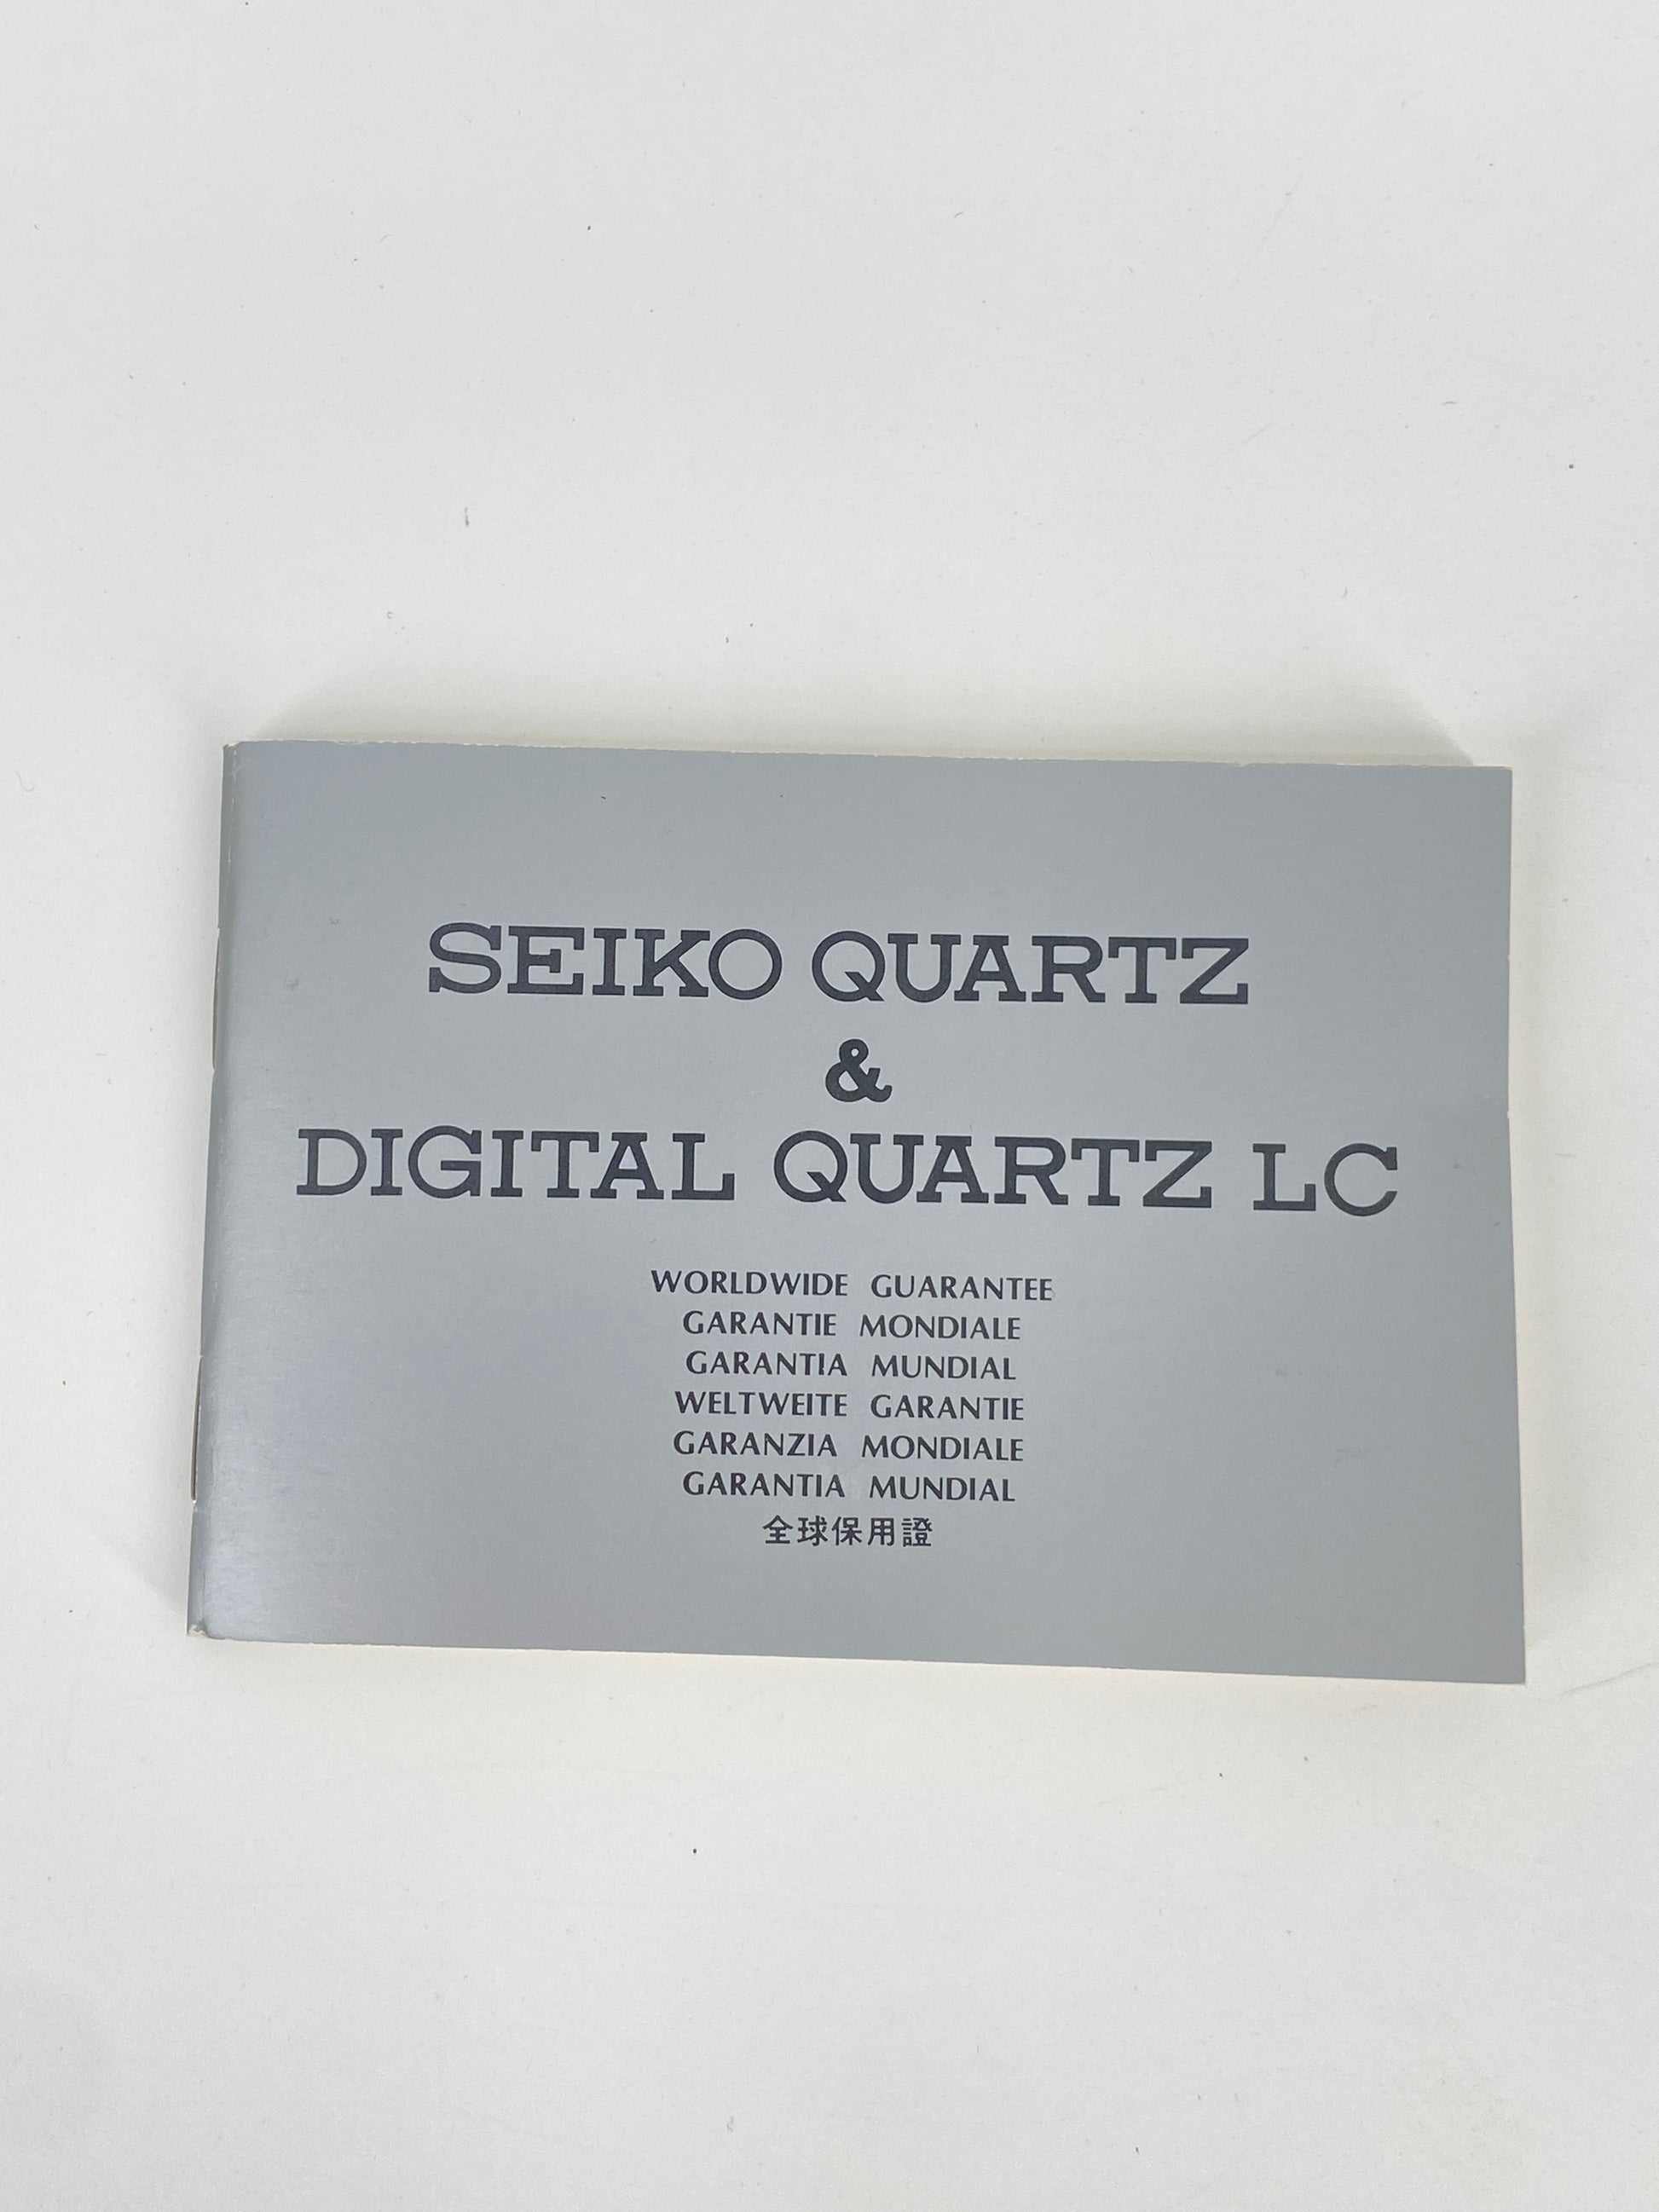 SEIKO QUARTZ
&
DIGITAL QUARTZ LC
WORLDWIDE GUARANTEE
GARANTIE MONDIALE
GARANTIA MUNDIAL
WELTWEITE GARANTIE
GARANZIA MONDIALE
GARANTIA MUNDIAL
全球保用證